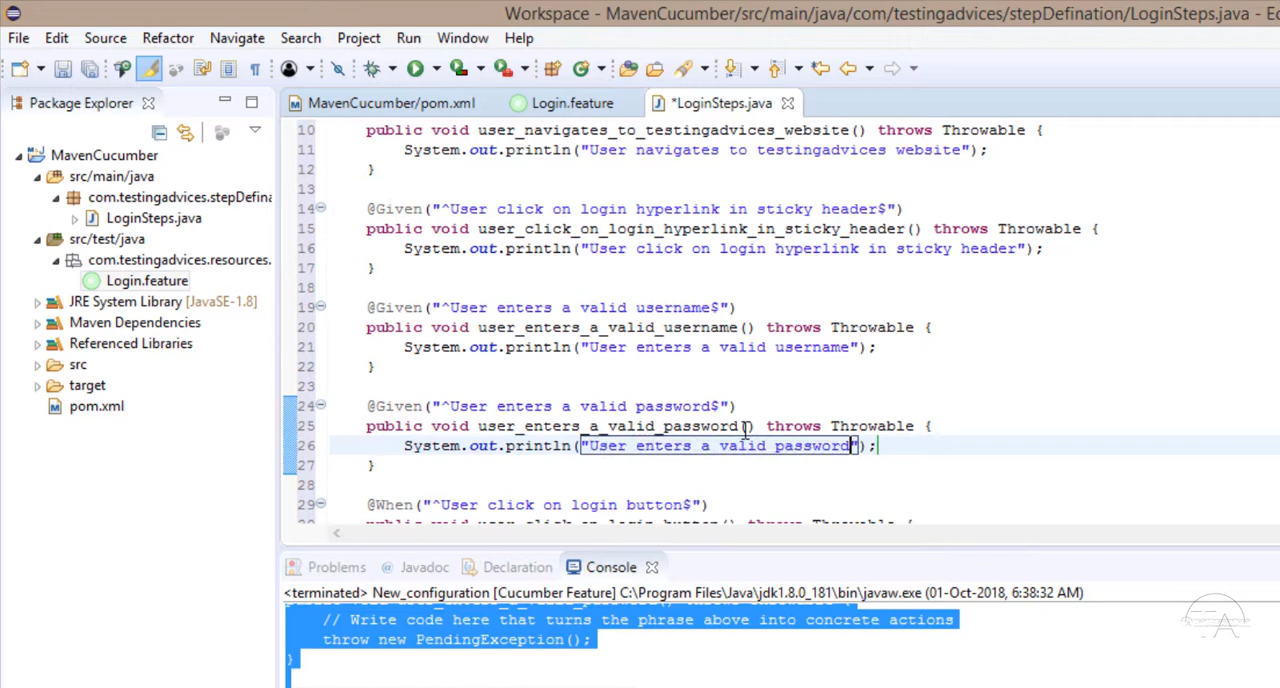 Workspace - MavenCucumber/src/main/java/com/testingadvices/stepDefination/LoginSteps.java - Ec
File Edit Source Refactor Navigate Search Project Run Window Help
Package Explorer
MavenCucumber/pom.xml Login.feature *LoginSteps.java
MavenCucumber
src/main/java
com.testingadvices.stepDefina
LoginSteps.java
src/test/java
com.testingadvices.resources.
Login.feature
JRE System Library [JavaSE-1.8]
Maven Dependencies
Referenced Libraries
src
target
pom.xml
10 public void user_navigates_to_testingadvices_website() throws Throwable {
11 System.out.println("User navigates to testingadvices website");
12 }
13
14 @Given("^User click on login hyperlink in sticky header$")
15 public void user_click_on_login_hyperlink_in_sticky_header() throws Throwable {
16 System.out.println("User click on login hyperlink in sticky header");
17 }
18
19 @Given("^User enters a valid username$")
20 public void user_enters_a_valid_username() throws Throwable {
21 System.out.println("User enters a valid username");
22 }
23
24 @Given("^User enters a valid password$")
25 public void user_enters_a_valid_password() throws Throwable {
26 System.out.println("User enters a valid password");
27 }
28
29 @When("^User click on login button$")
public void user_click_on_login_button() throws Throwable {
Problems @ Javadoc Declaration Console
<terminated> New_configuration [Cucumber Feature] C:\Program Files\Java\jdk1.8.0_181\bin\javaw.exe (01-Oct-2018, 6:38:32 AM)
// Write code here that turns the phrase above into concrete actions
throw new PendingException();
}